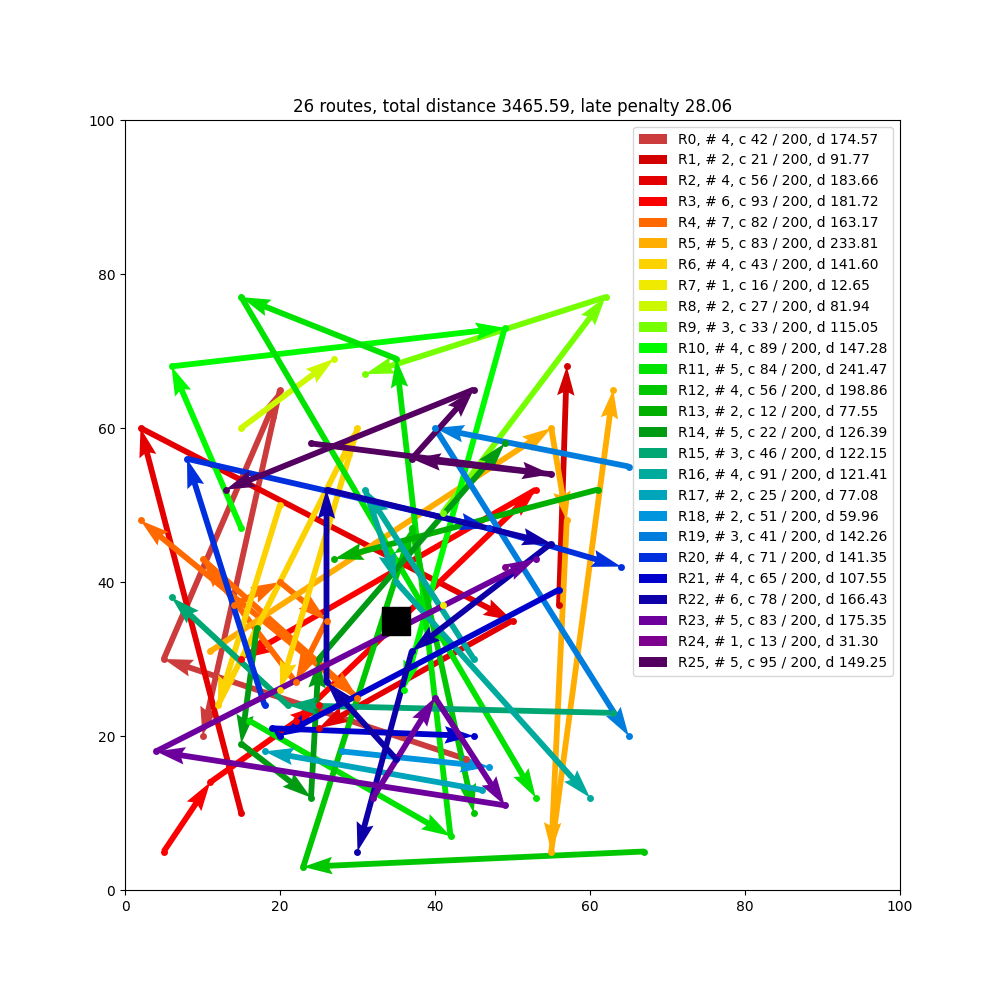 26 routes, total distance 3465.59, late penalty 28.06
100
80
60
40
20
0
0 20 40 60 80 100
R0, # 4, c 42 / 200, d 174.57
R1, # 2, c 21 / 200, d 91.77
R2, # 4, c 56 / 200, d 183.66
R3, # 6, c 93 / 200, d 181.72
R4, # 7, c 82 / 200, d 163.17
R5, # 5, c 83 / 200, d 233.81
R6, # 4, c 43 / 200, d 141.60
R7, # 1, c 16 / 200, d 12.65
R8, # 2, c 27 / 200, d 81.94
R9, # 3, c 33 / 200, d 115.05
R10, # 4, c 89 / 200, d 147.28
R11, # 5, c 84 / 200, d 241.47
R12, # 4, c 56 / 200, d 198.86
R13, # 2, c 12 / 200, d 77.55
R14, # 5, c 22 / 200, d 126.39
R15, # 3, c 46 / 200, d 122.15
R16, # 4, c 91 / 200, d 121.41
R17, # 2, c 25 / 200, d 77.08
R18, # 2, c 51 / 200, d 59.96
R19, # 3, c 41 / 200, d 142.26
R20, # 4, c 71 / 200, d 141.35
R21, # 4, c 65 / 200, d 107.55
R22, # 6, c 78 / 200, d 166.43
R23, # 5, c 83 / 200, d 175.35
R24, # 1, c 13 / 200, d 31.30
R25, # 5, c 95 / 200, d 149.25